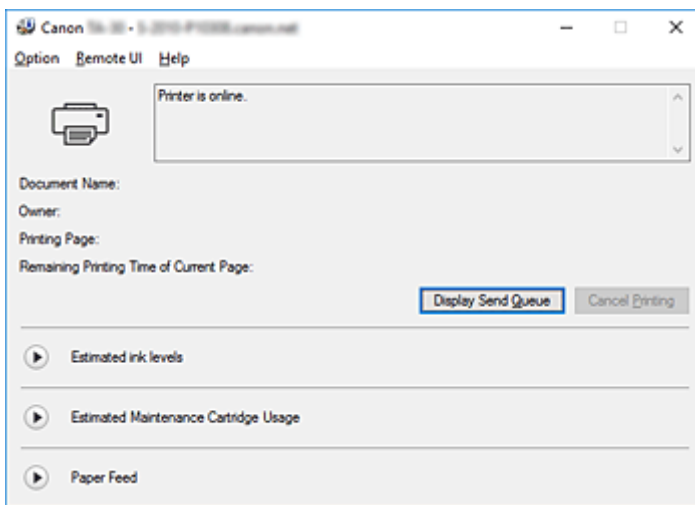 Canon
Option Remote UI Help
Printer is online.
Document Name:
Owner:
Printing Page:
Remaining Printing Time of Current Page:
Display Send Queue Cancel Printing
Estimated ink levels
Estimated Maintenance Cartridge Usage
Paper Feed